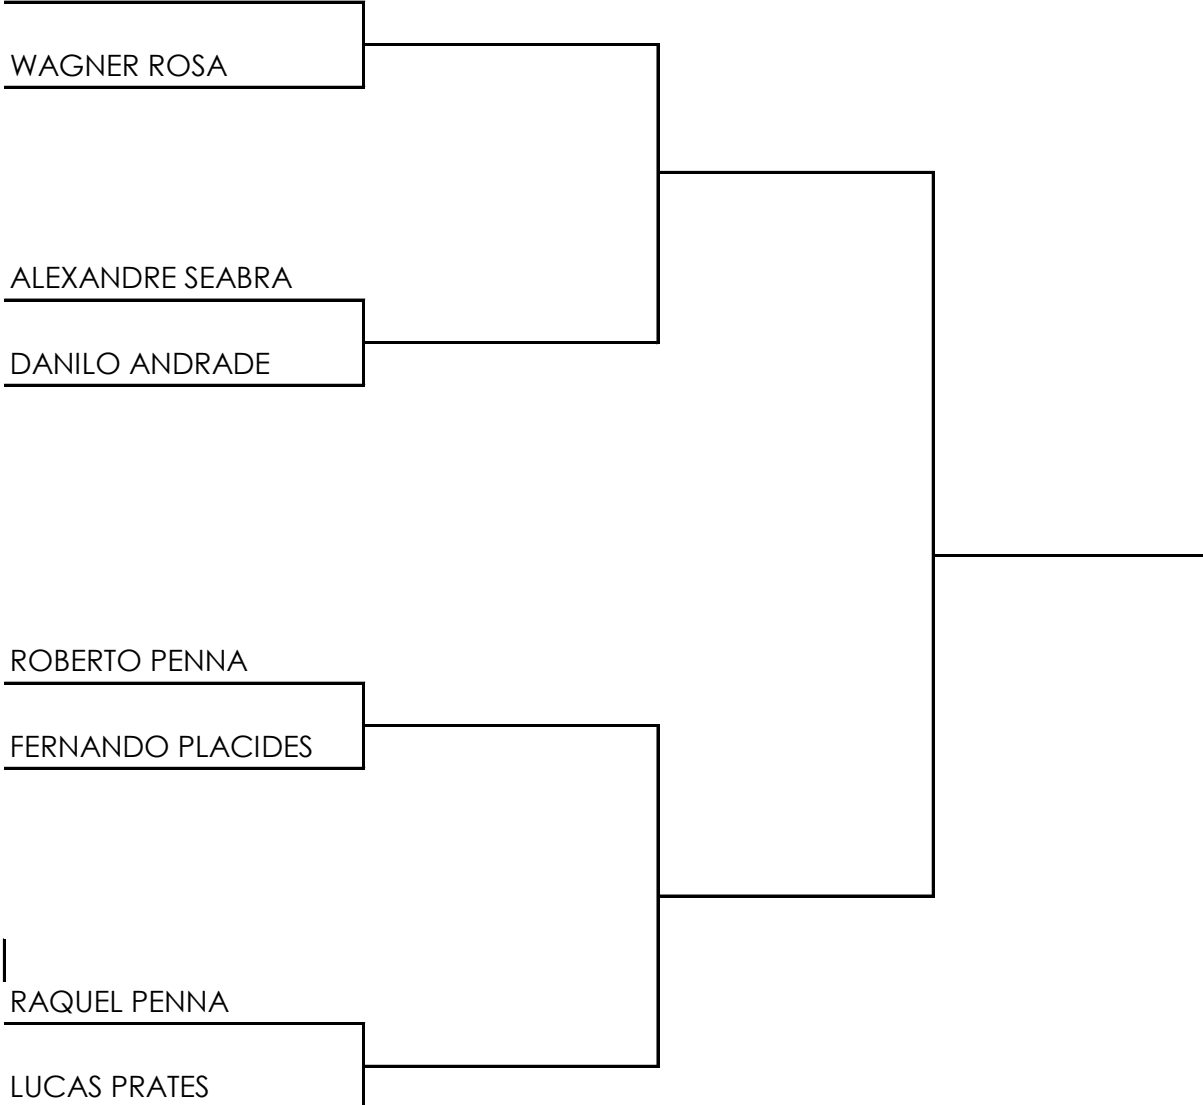 WAGNER ROSA
ALEXANDRE SEABRA
DANILO ANDRADE
ROBERTO PENNA
FERNANDO PLACIDES
RAQUEL PENNA
LUCAS PRATES